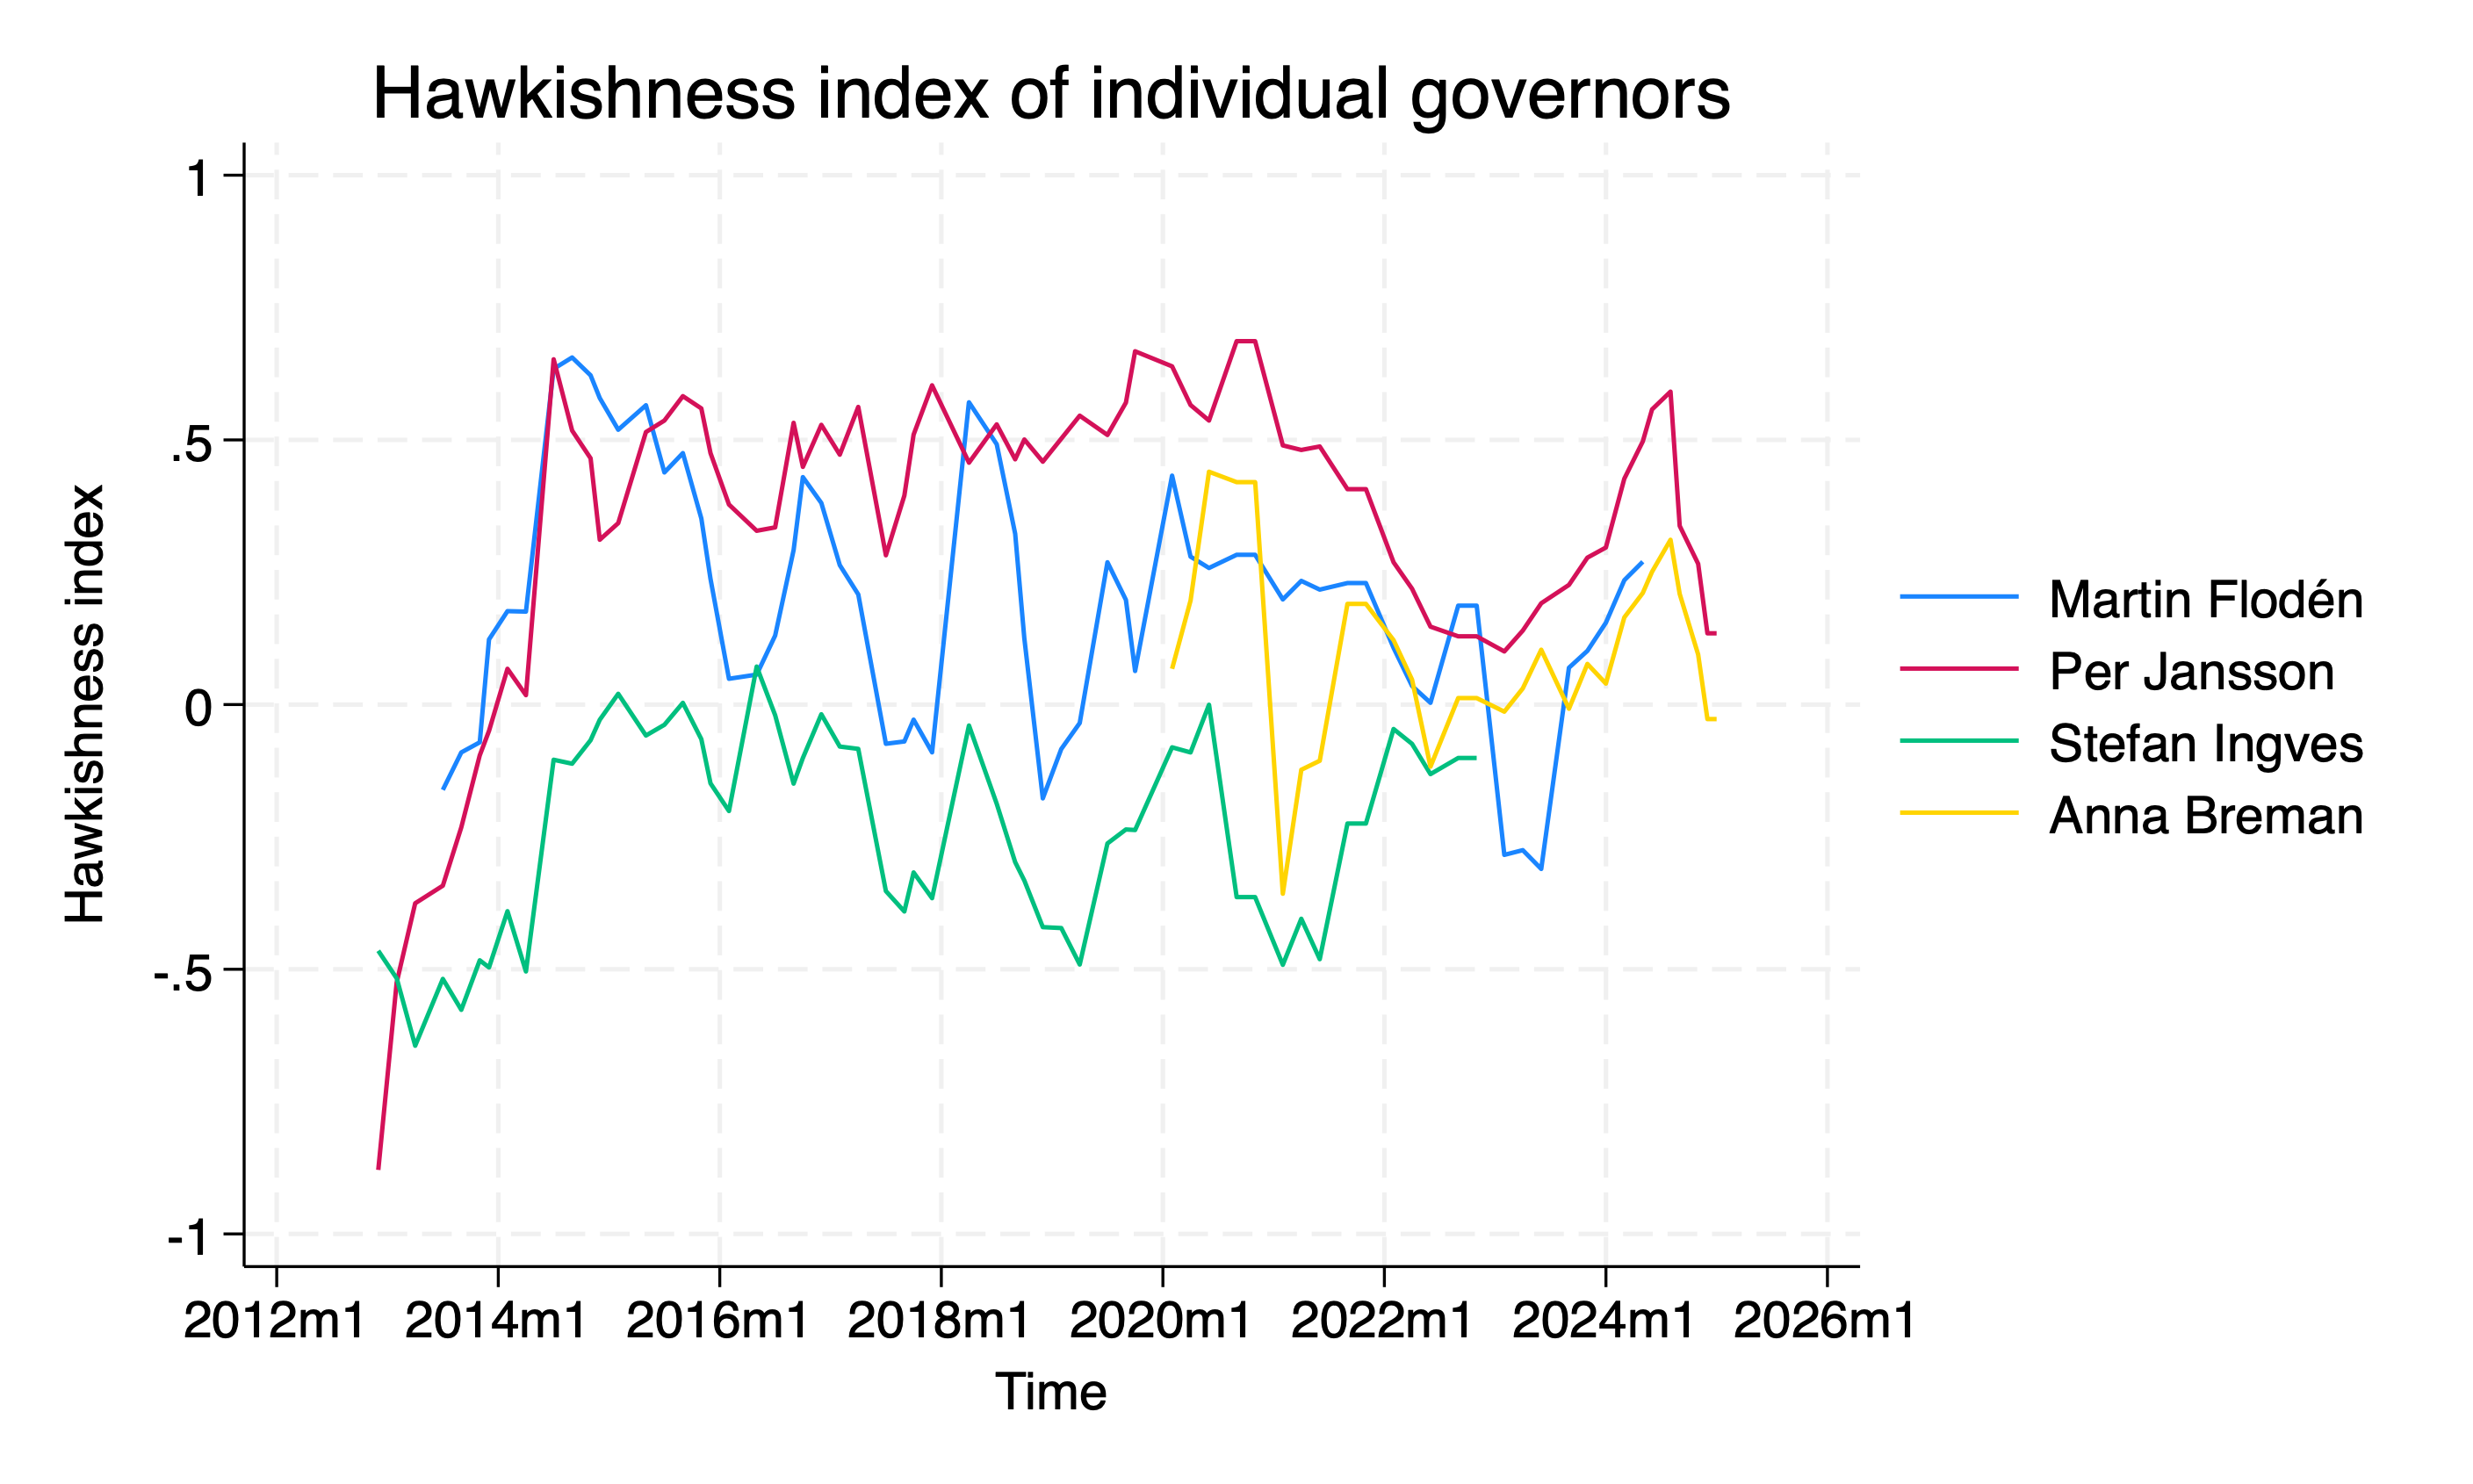 Hawkishness index of individual governors
1
.5
0
-.5
-1
Hawkishness index
2012m1 2014m1 2016m1 2018m1 2020m1 2022m1 2024m1 2026m1
Time
Martin Flodén
Per Jansson
Stefan Ingves
Anna Breman